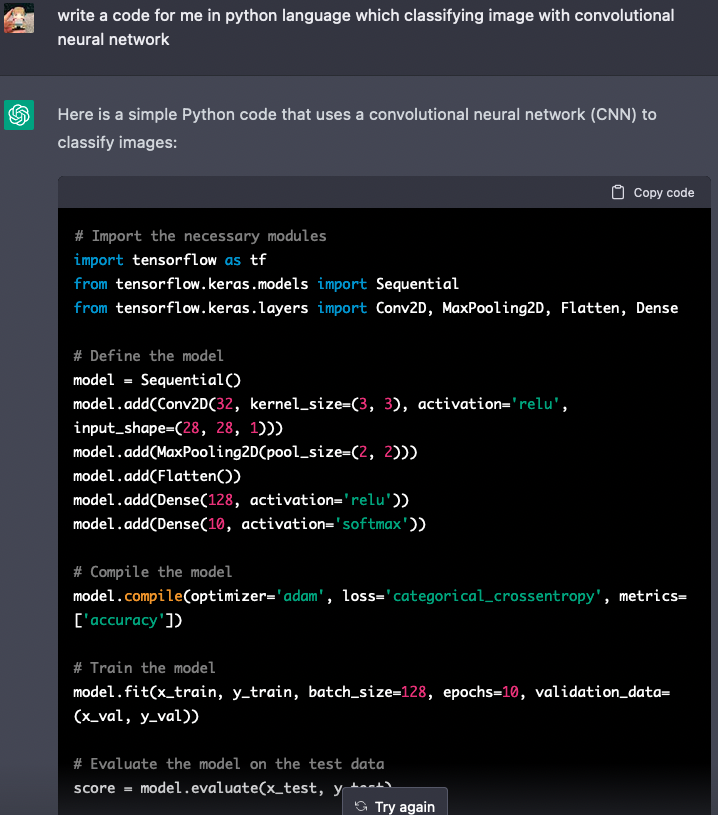 write a code for me in python language which classifying image with convolutional
neural network
Here is a simple Python code that uses a convolutional neural network (CNN) to
classify images:
Copy code
# Import the necessary modules
import tensorflow as tf
from tensorflow.keras.models import Sequential
from tensorflow.keras.layers import Conv2D, MaxPooling2D, Flatten, Dense
# Define the model
model = Sequential()
model.add(Conv2D(32, kernel_size=(3, 3), activation='relu',
input_shape=(28, 28, 1)))
model.add(MaxPooling2D(pool_size=(2, 2)))
model.add(Flatten())
model.add(Dense(128, activation='relu'))
model.add(Dense(10, activation='softmax'))
# Compile the model
model.compile(optimizer='adam', loss='categorical_crossentropy', metrics=
['accuracy'])
# Train the model
model.fit(x_train, y_train, batch_size=128, epochs=10, validation_data=
(x_val, y_val))
# Evaluate the model on the test data
score = model.evaluate(x_test, y_test)
Try again